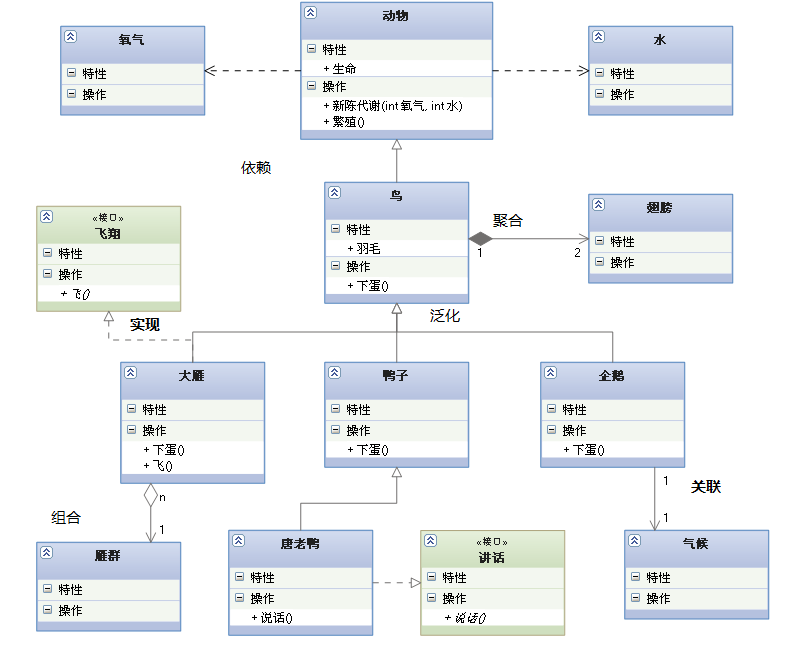 氧气
特性
操作
动物
特性
+ 生命
操作
+ 新陈代谢(int 氧气, int 水)
+ 繁殖()
水
特性
操作
依赖
鸟
特性
+ 羽毛
操作
+ 下蛋()
聚合
1
2
翅膀
特性
操作
«接口»
飞翔
特性
操作
+ 飞()
实现
泛化
大雁
特性
操作
+ 下蛋()
+ 飞()
鸭子
特性
操作
+ 下蛋()
企鹅
特性
操作
+ 下蛋()
n
组合
1
1
关联
1
雁群
特性
操作
唐老鸭
特性
操作
+ 说话()
«接口»
讲话
特性
操作
+ 说话()
气候
特性
操作